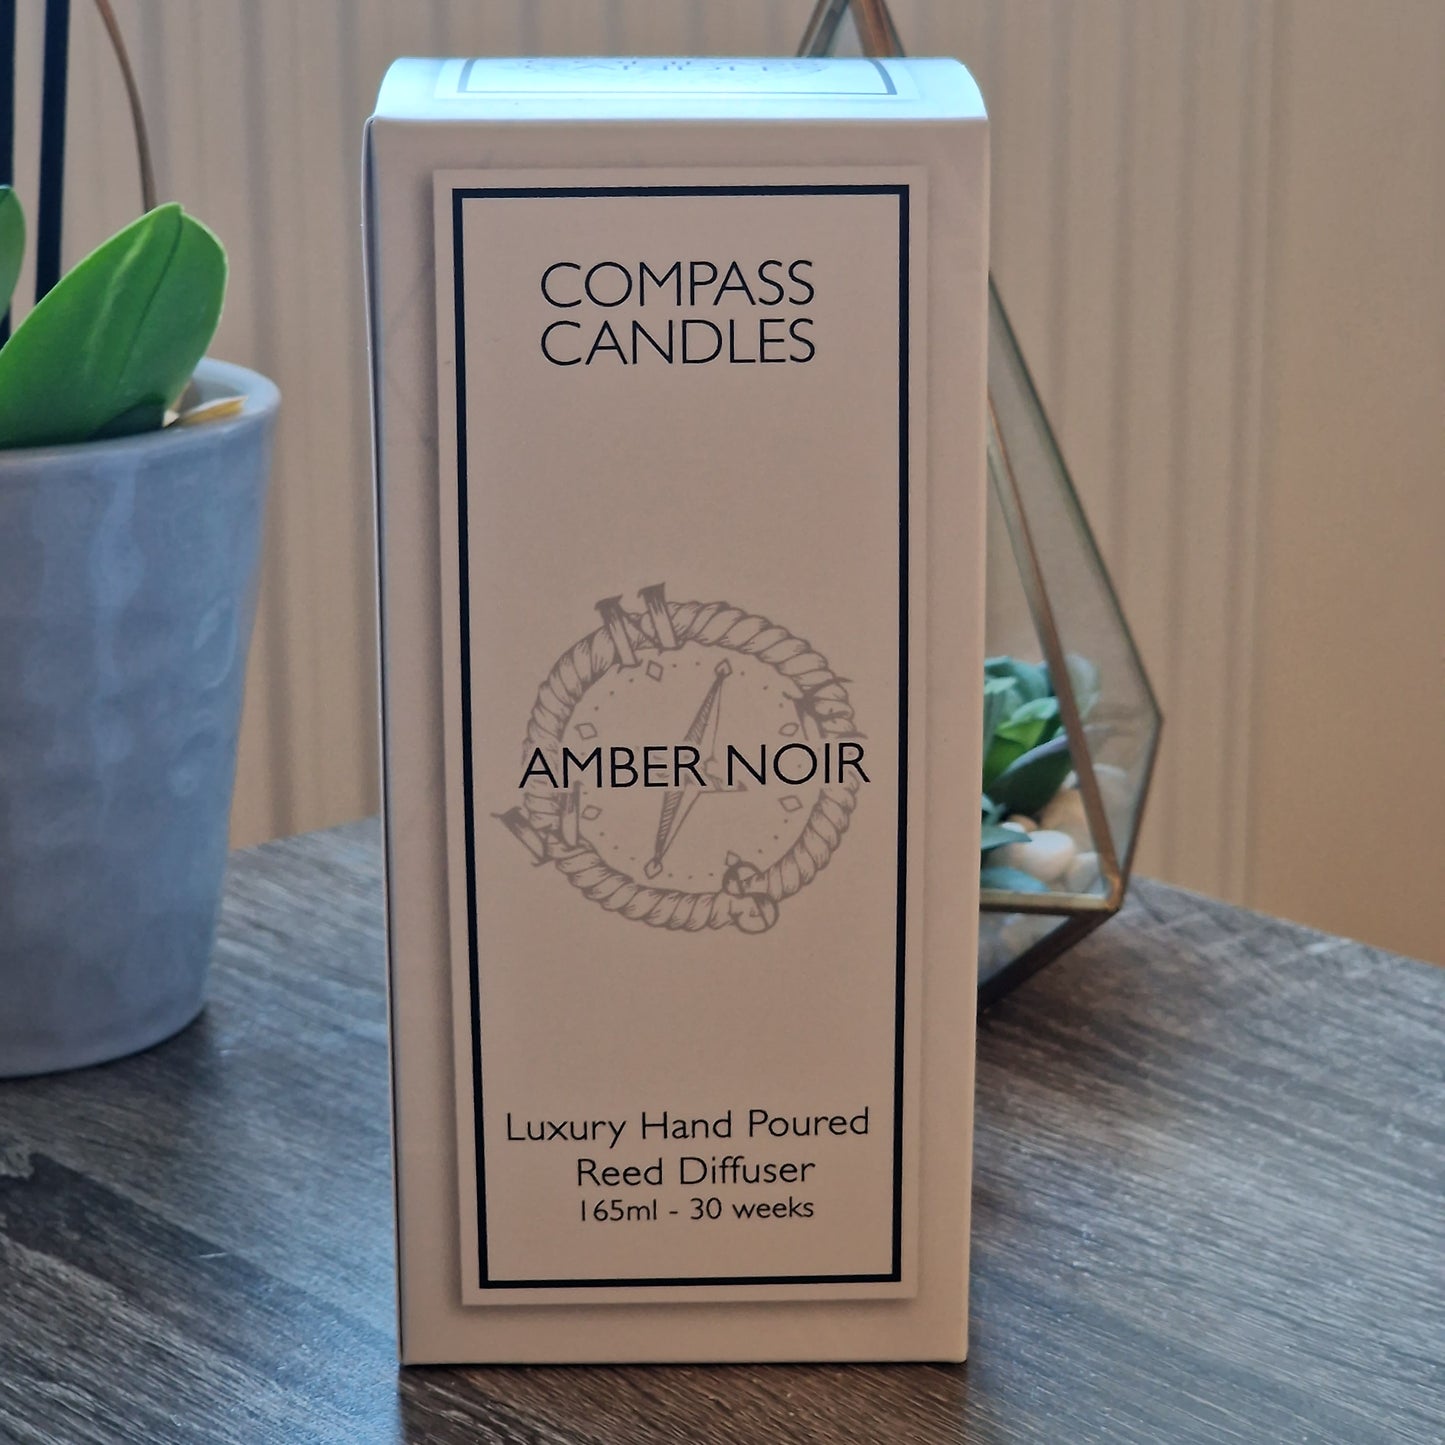 COMPASS
CANDLES
N
E
AMBER NOIR
W
S
Luxury Hand Poured
Reed Diffuser
165ml - 30 weeks